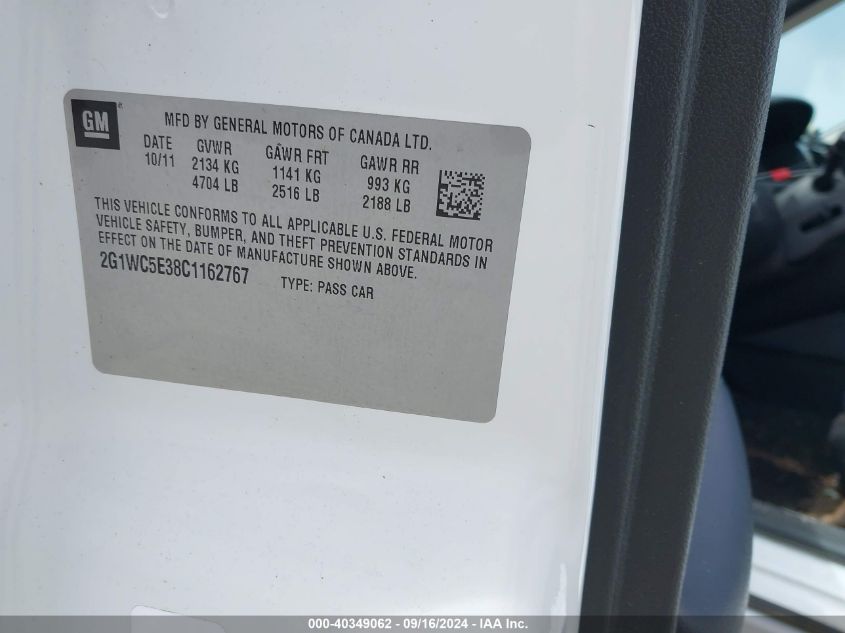 GM
MFD BY GENERAL MOTORS OF CANADA LTD.
DATE GVWR GAWR FRT GAWR RR
10/11 2134 KG 1141 KG 993 KG
4704 LB 2516 LB 2188 LB
THIS VEHICLE CONFORMS TO ALL APPLICABLE U.S. FEDERAL MOTOR
VEHICLE SAFETY, BUMPER, AND THEFT PREVENTION STANDARDS IN
EFFECT ON THE DATE OF MANUFACTURE SHOWN ABOVE.
2G1WC5E38C1162767 TYPE: PASS CAR
000-40349062 - 09/16/2024 - IAA Inc.